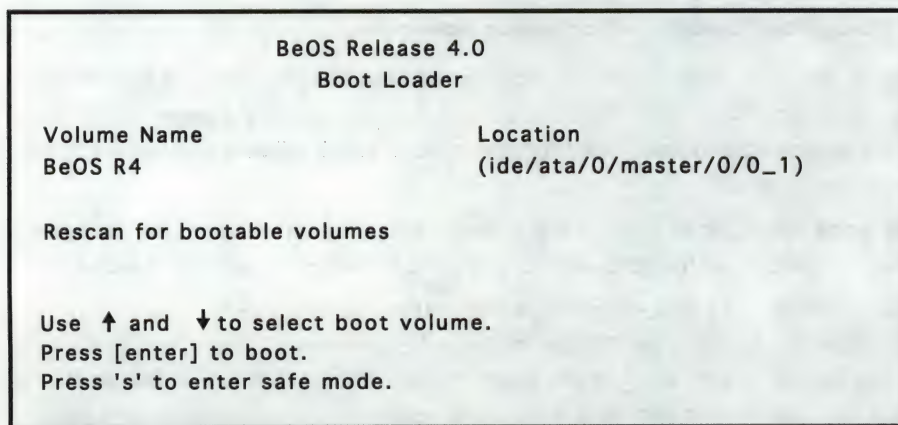 BeOS Release 4.0
Boot Loader
Volume Name Location
BeOS R4 (ide/ata/0/master/0/0_1)
Rescan for bootable volumes
Use ↑ and ↓ to select boot volume.
Press [enter] to boot.
Press 's' to enter safe mode.